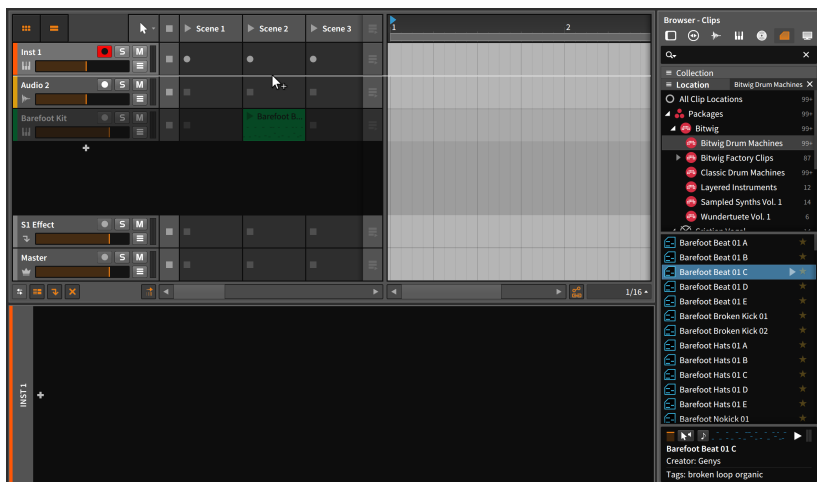 Scene 1
Scene 2
Scene 3
1
2
Inst 1
S M
Audio 2
S M
Barefoot Kit
S M
Barefoot B...
+
S1 Effect
S M
Master
S M
1/16
INST 1
+
Browser - Clips
Collection
Location
Bitwig Drum Machines
All Clip Locations 99+
Packages 99+
Bitwig 99+
Bitwig Drum Machines 99+
Bitwig Factory Clips 87
Classic Drum Machines 99+
Layered Instruments 12
Sampled Synths Vol. 1 14
Wundertuete Vol. 1 6
Barefoot Beat 01 A
Barefoot Beat 01 B
Barefoot Beat 01 C
Barefoot Beat 01 D
Barefoot Beat 01 E
Barefoot Broken Kick 01
Barefoot Broken Kick 02
Barefoot Hats 01 A
Barefoot Hats 01 B
Barefoot Hats 01 C
Barefoot Hats 01 D
Barefoot Hats 01 E
Barefoot Nokick 01
Barefoot Beat 01 C
Creator: Genys
Tags: broken loop organic